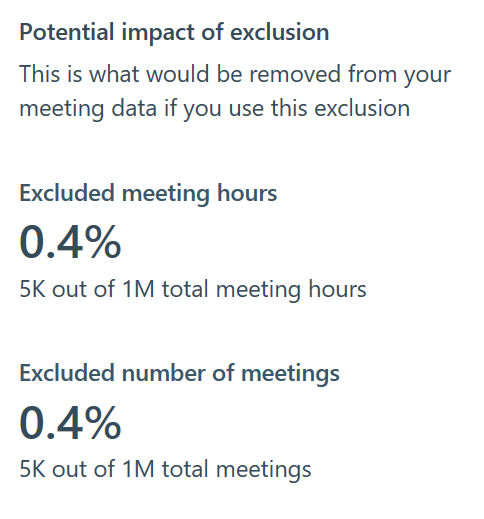 Potential impact of exclusion
This is what would be removed from your
meeting data if you use this exclusion
Excluded meeting hours
0.4%
5K out of 1M total meeting hours
Excluded number of meetings
0.4%
5K out of 1M total meetings